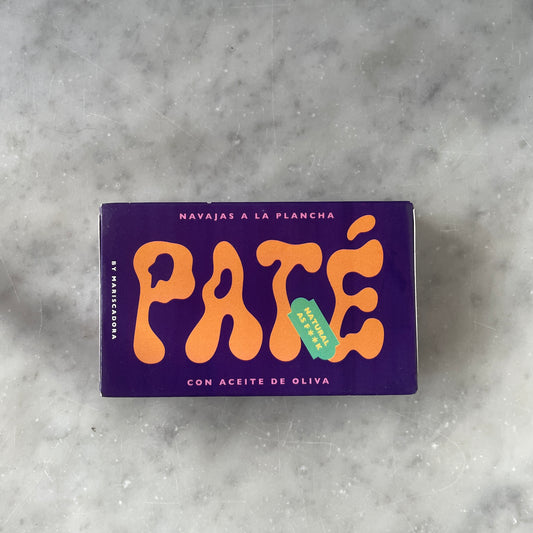 NAVAJAS A LA PLANCHA
BY MARISCADORA
PATÉ
NATURAL
AS F**K
CON ACEITE DE OLIVA